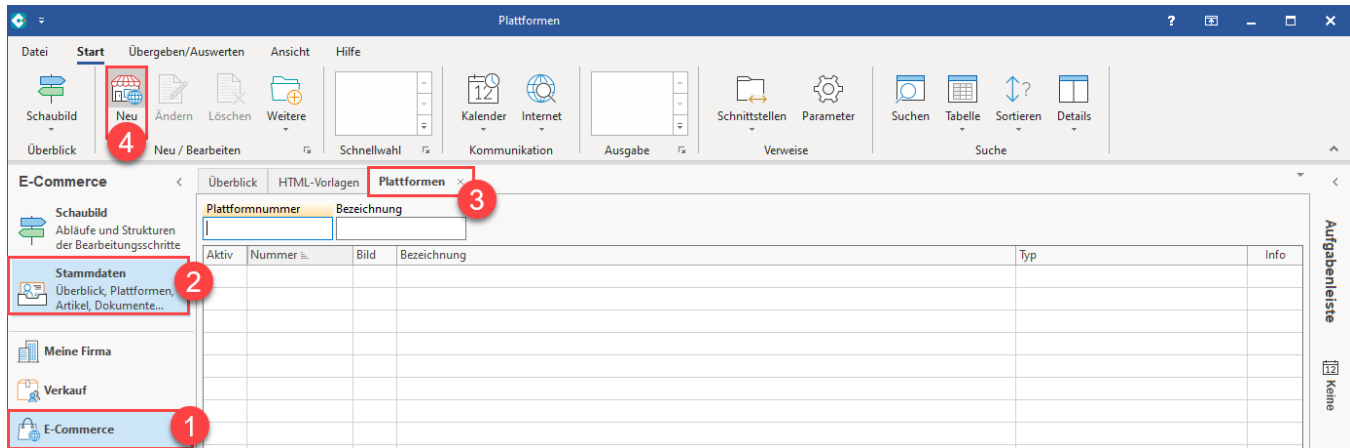 Plattformen
?
Datei Start Übergeben/Auswerten Ansicht Hilfe
12
?
Schaubild Neu Ändern Löschen Weitere Kalender Internet Schnittstellen Parameter Suchen Tabelle Sortieren Details
4
Überblick Neu / Bearbeiten Schnellwahl Kommunikation Ausgabe Verweise Suche
E-Commerce Überblick HTML-Vorlagen Plattformen
3
Schaubild
Abläufe und Strukturen
der Bearbeitungsschritte
Plattformnummer Bezeichnung
Aktiv Nummer Bild Bezeichnung Typ Info
Stammdaten
Überblick, Plattformen,
Artikel, Dokumente...
2
Meine Firma
Verkauf
E-Commerce
1
Aufgabenleiste
12
Keine